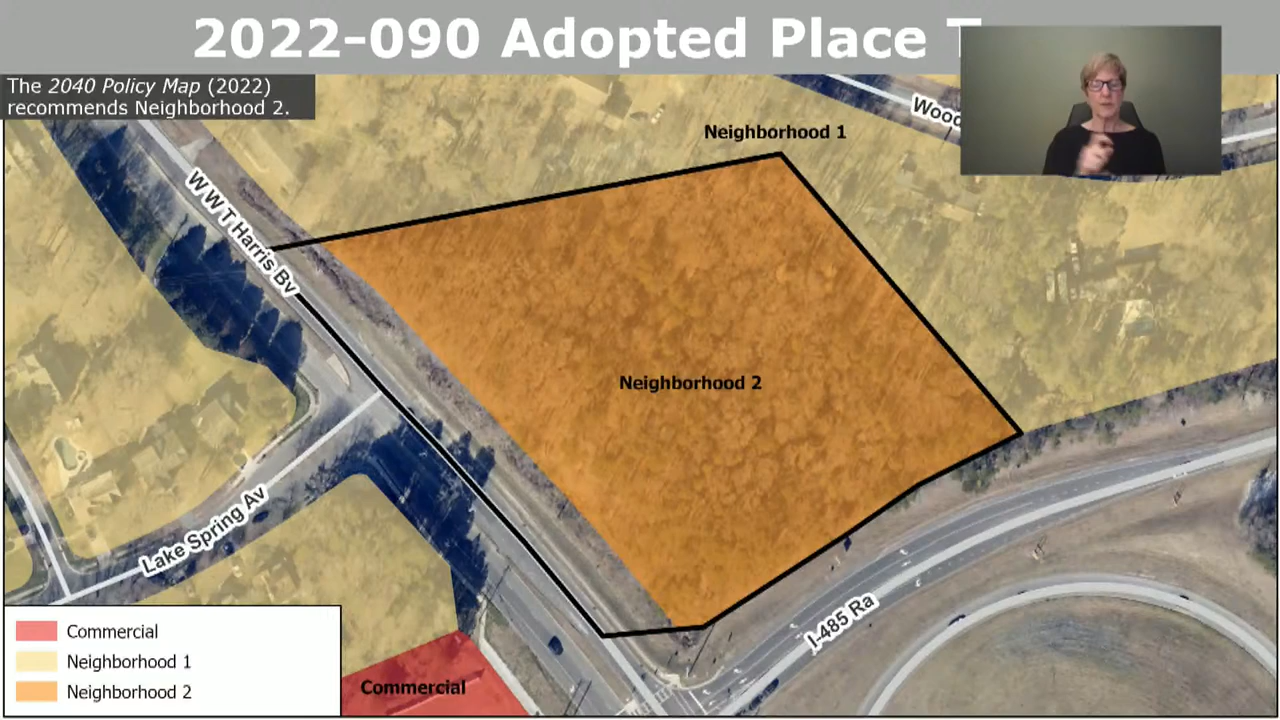 2022-090 Adopted Place
The 2040 Policy Map (2022)
recommends Neighborhood 2.
Neighborhood 1
W W T Harris Bv
Neighborhood 2
Lake Spring Av
I-485 Ra
Commercial
Neighborhood 1
Neighborhood 2
Commercial